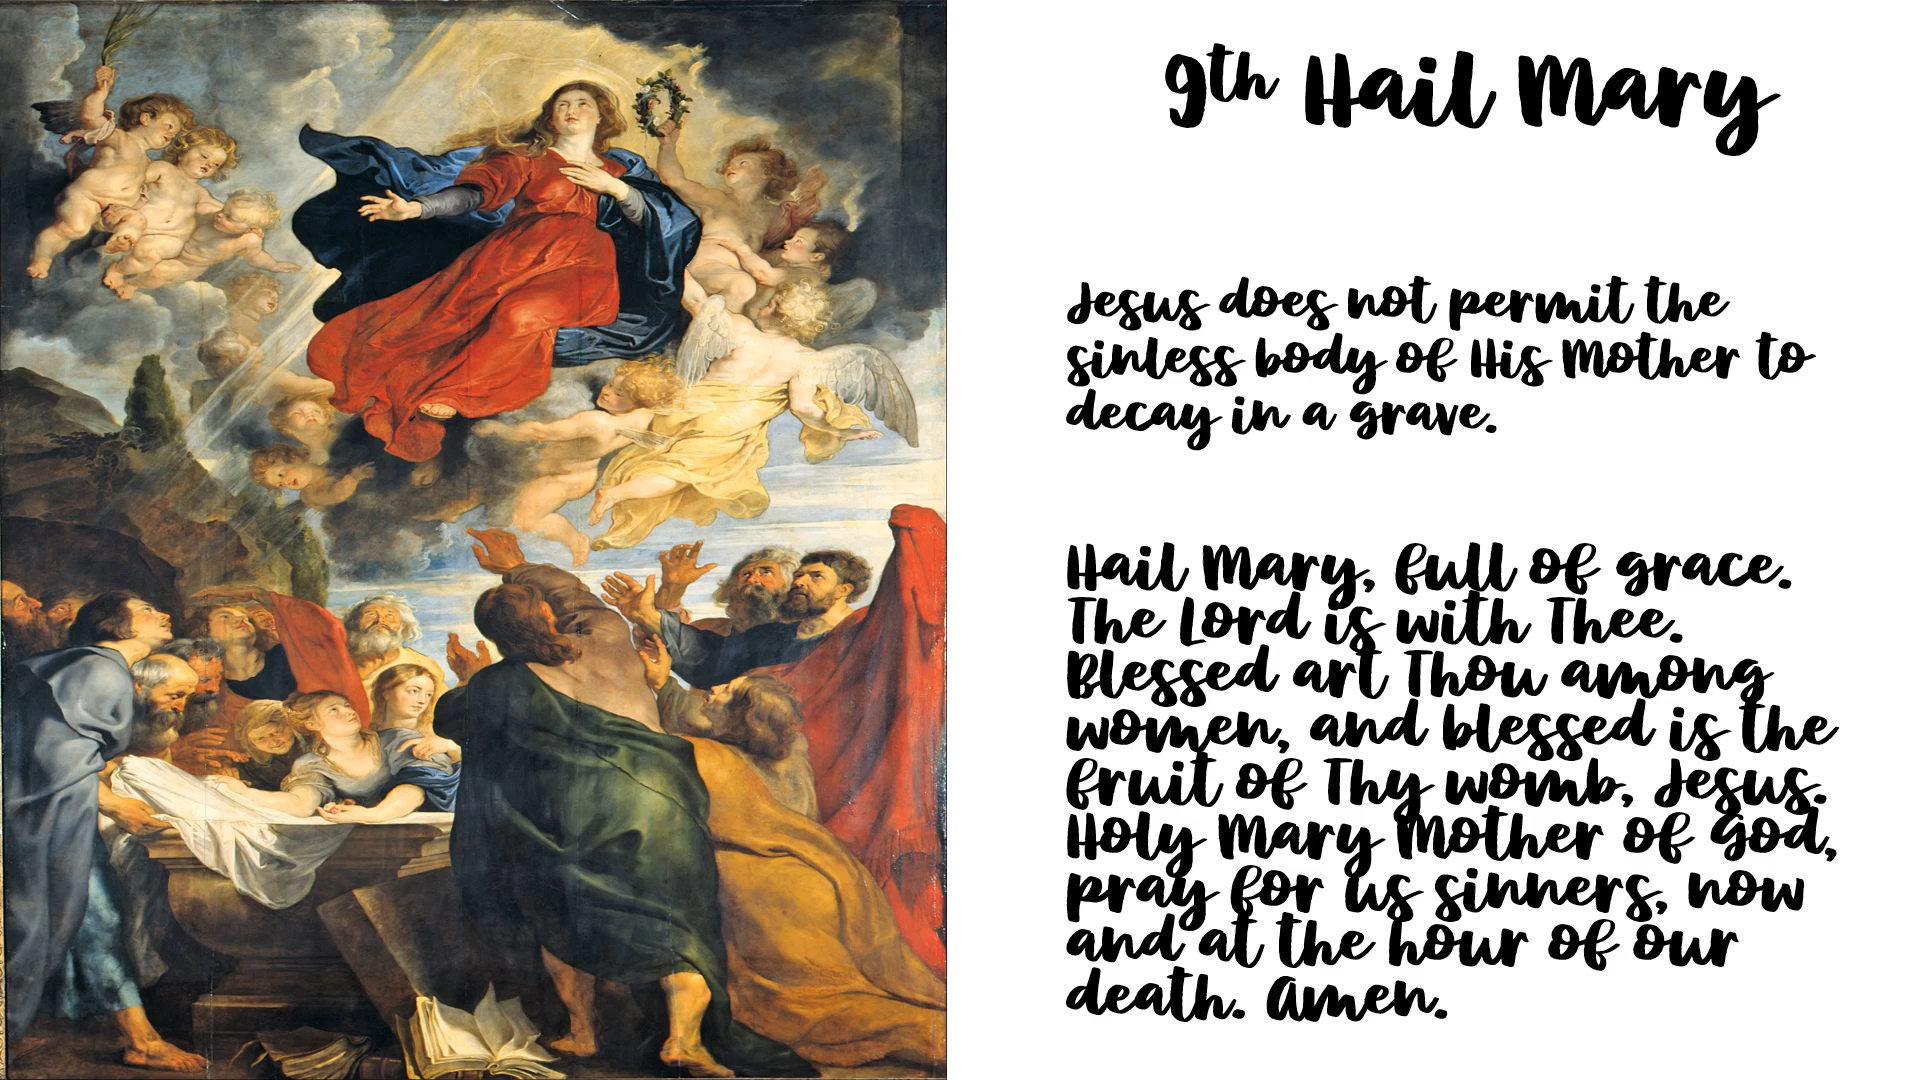 9th Hail Mary
Jesus does not permit the
sinless body of His Mother to
decay in a grave.
Hail Mary, full of grace.
The Lord is with Thee.
Blessed art Thou among
women, and blessed is the
fruit of Thy womb, Jesus.
Holy Mary Mother of God,
pray for us sinners, now
and at the hour of our
death. Amen.